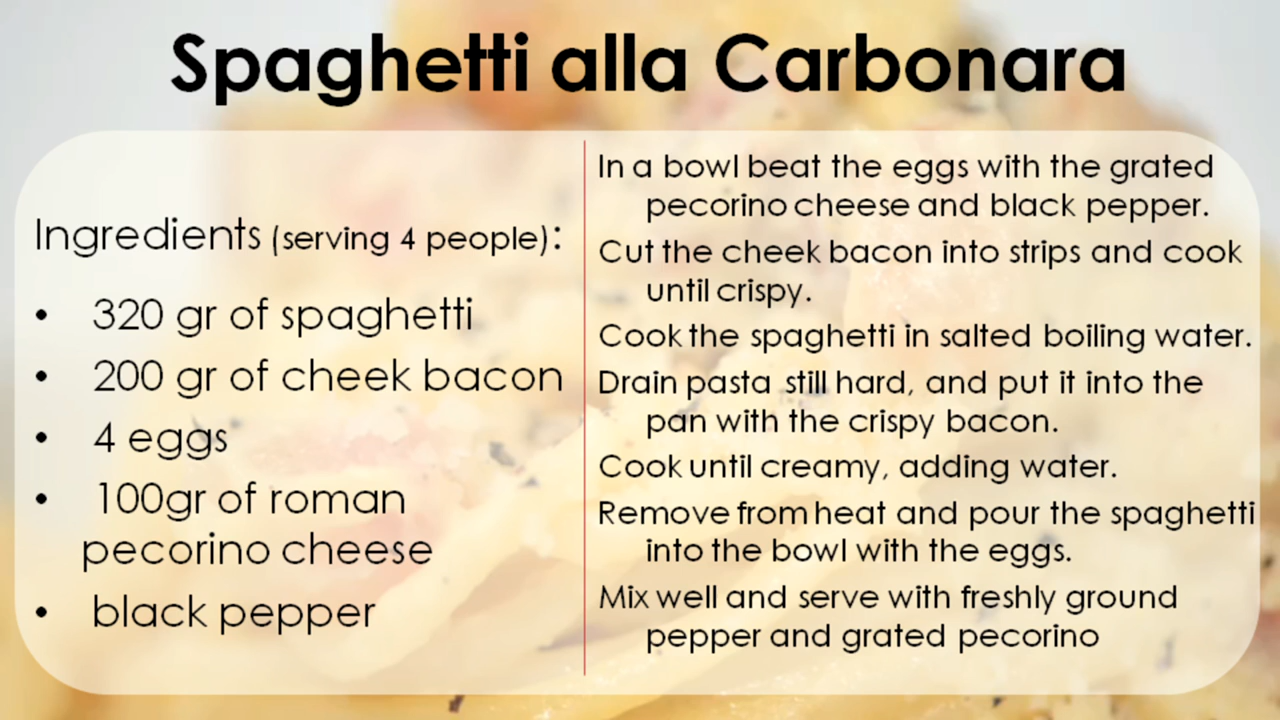 Spaghetti alla Carbonara
Ingredients (serving 4 people):
• 320 gr of spaghetti
• 200 gr of cheek bacon
• 4 eggs
• 100gr of roman
pecorino cheese
• black pepper
In a bowl beat the eggs with the grated
pecorino cheese and black pepper.
Cut the cheek bacon into strips and cook
until crispy.
Cook the spaghetti in salted boiling water.
Drain pasta still hard, and put it into the
pan with the crispy bacon.
Cook until creamy, adding water.
Remove from heat and pour the spaghetti
into the bowl with the eggs.
Mix well and serve with freshly ground
pepper and grated pecorino